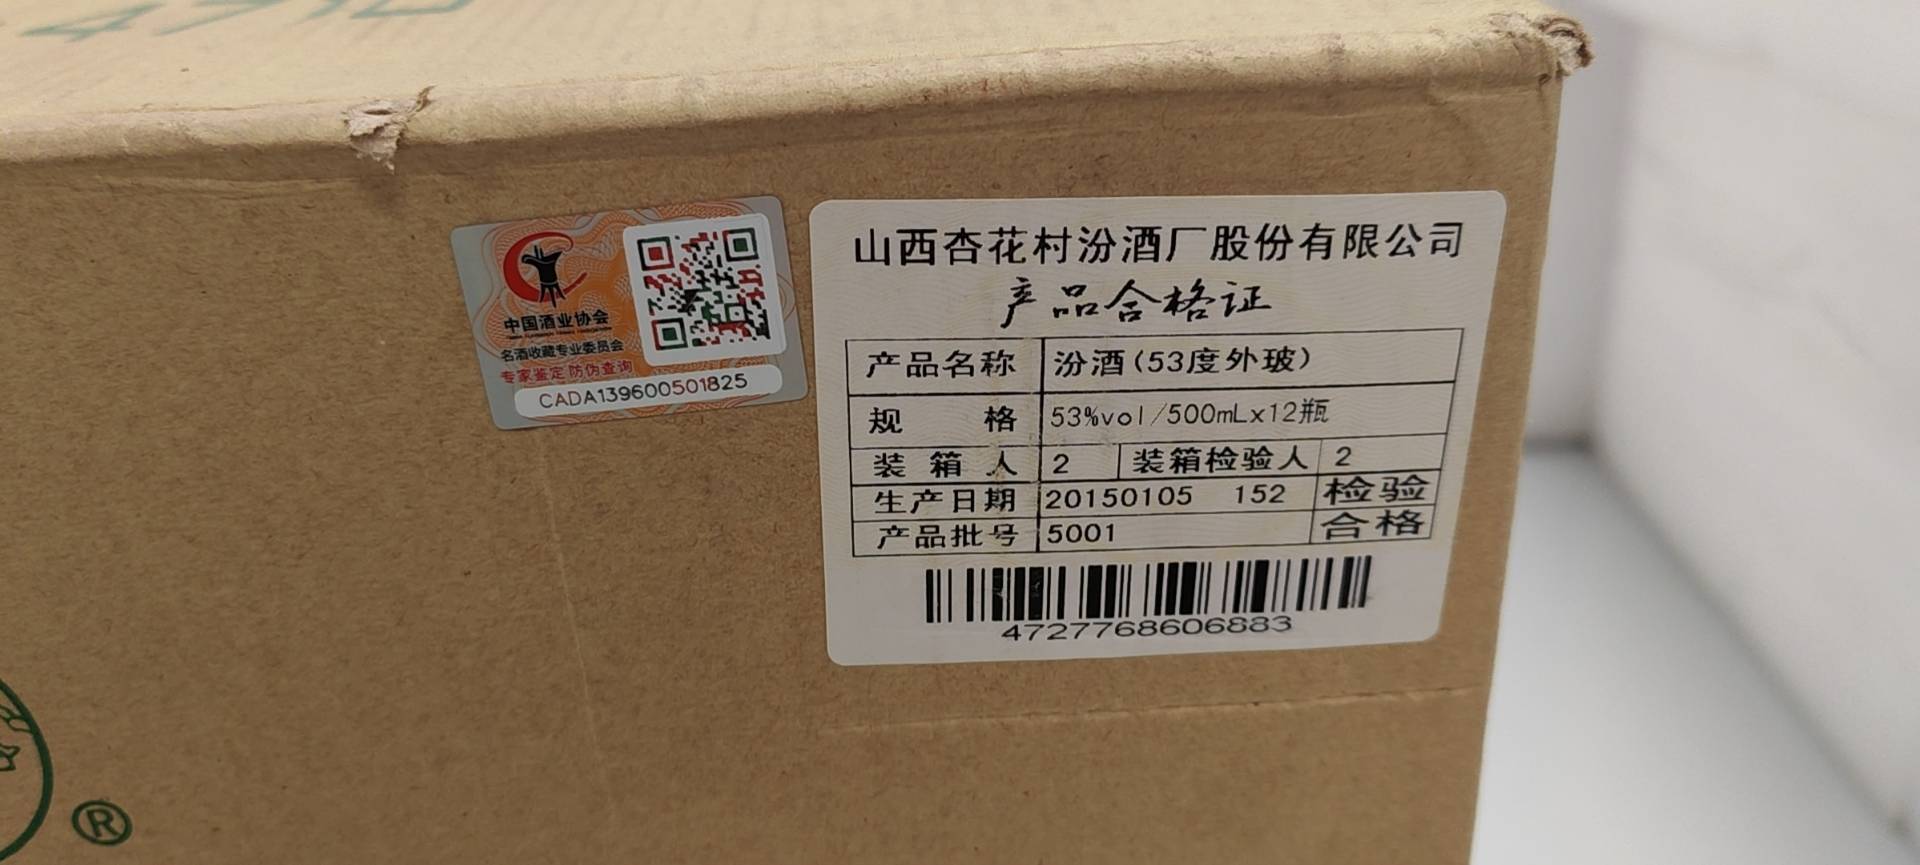 中国酒业协会
名酒收藏专业委员会
专家鉴定 防伪查询
CADA139600501825
山西杏花村汾酒厂股份有限公司
产品合格证
产品名称 汾酒(53度外玻)
规 格 53%vol/500mLx12瓶
装箱人 2 装箱检验人 2
生产日期 20150105 152 检验
产品批号 5001 合格
4727768606883
®